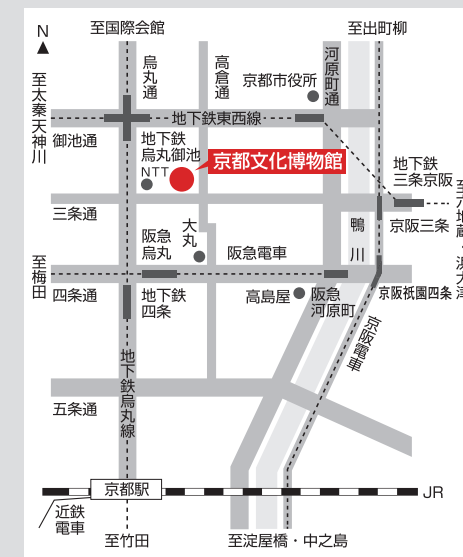 N
至国際会館
至出町柳
烏丸通
高倉通
河原町通
京都市役所
至太秦天神川
地下鉄東西線
御池通
地下鉄
烏丸御池
京都文化博物館
NTT
地下鉄
三条京阪
至六地蔵・浜大津
三条通
京阪三条
鴨川
大丸
阪急
烏丸
阪急電車
至梅田
四条通
地下鉄
四条
高島屋
阪急
河原町
京阪祇園四条
京阪電車
地下鉄烏丸線
五条通
京都駅
JR
近鉄
電車
至竹田
至淀屋橋・中之島